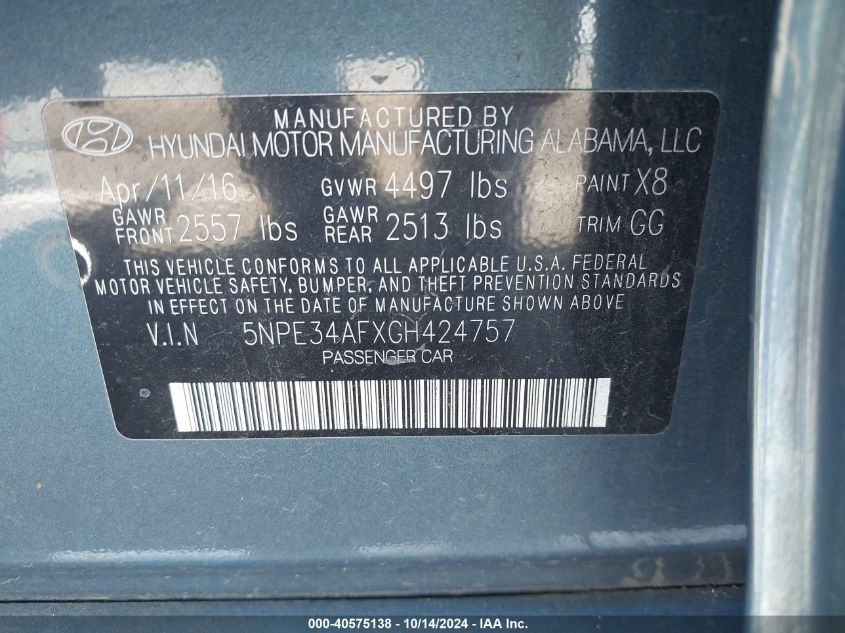 MANUFACTURED BY
HYUNDAI MOTOR MANUFACTURING ALABAMA, LLC
Apr/11/16 GVWR 4497 lbs PAINT X8
GAWR FRONT 2557 lbs GAWR REAR 2513 lbs TRIM GG
THIS VEHICLE CONFORMS TO ALL APPLICABLE U.S.A. FEDERAL
MOTOR VEHICLE SAFETY, BUMPER, AND THEFT PREVENTION STANDARDS
IN EFFECT ON THE DATE OF MANUFACTURE SHOWN ABOVE
V.I.N 5NPE34AFXGH424757
PASSENGER CAR
000-40575138 - 10/14/2024 - IAA Inc.